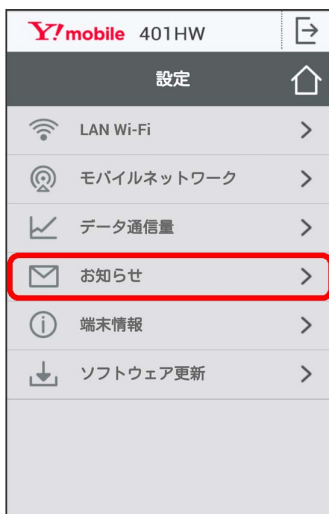 Y! mobile 401HW
設定
LAN Wi-Fi
モバイルネットワーク
データ通信量
お知らせ
端末情報
ソフトウェア更新